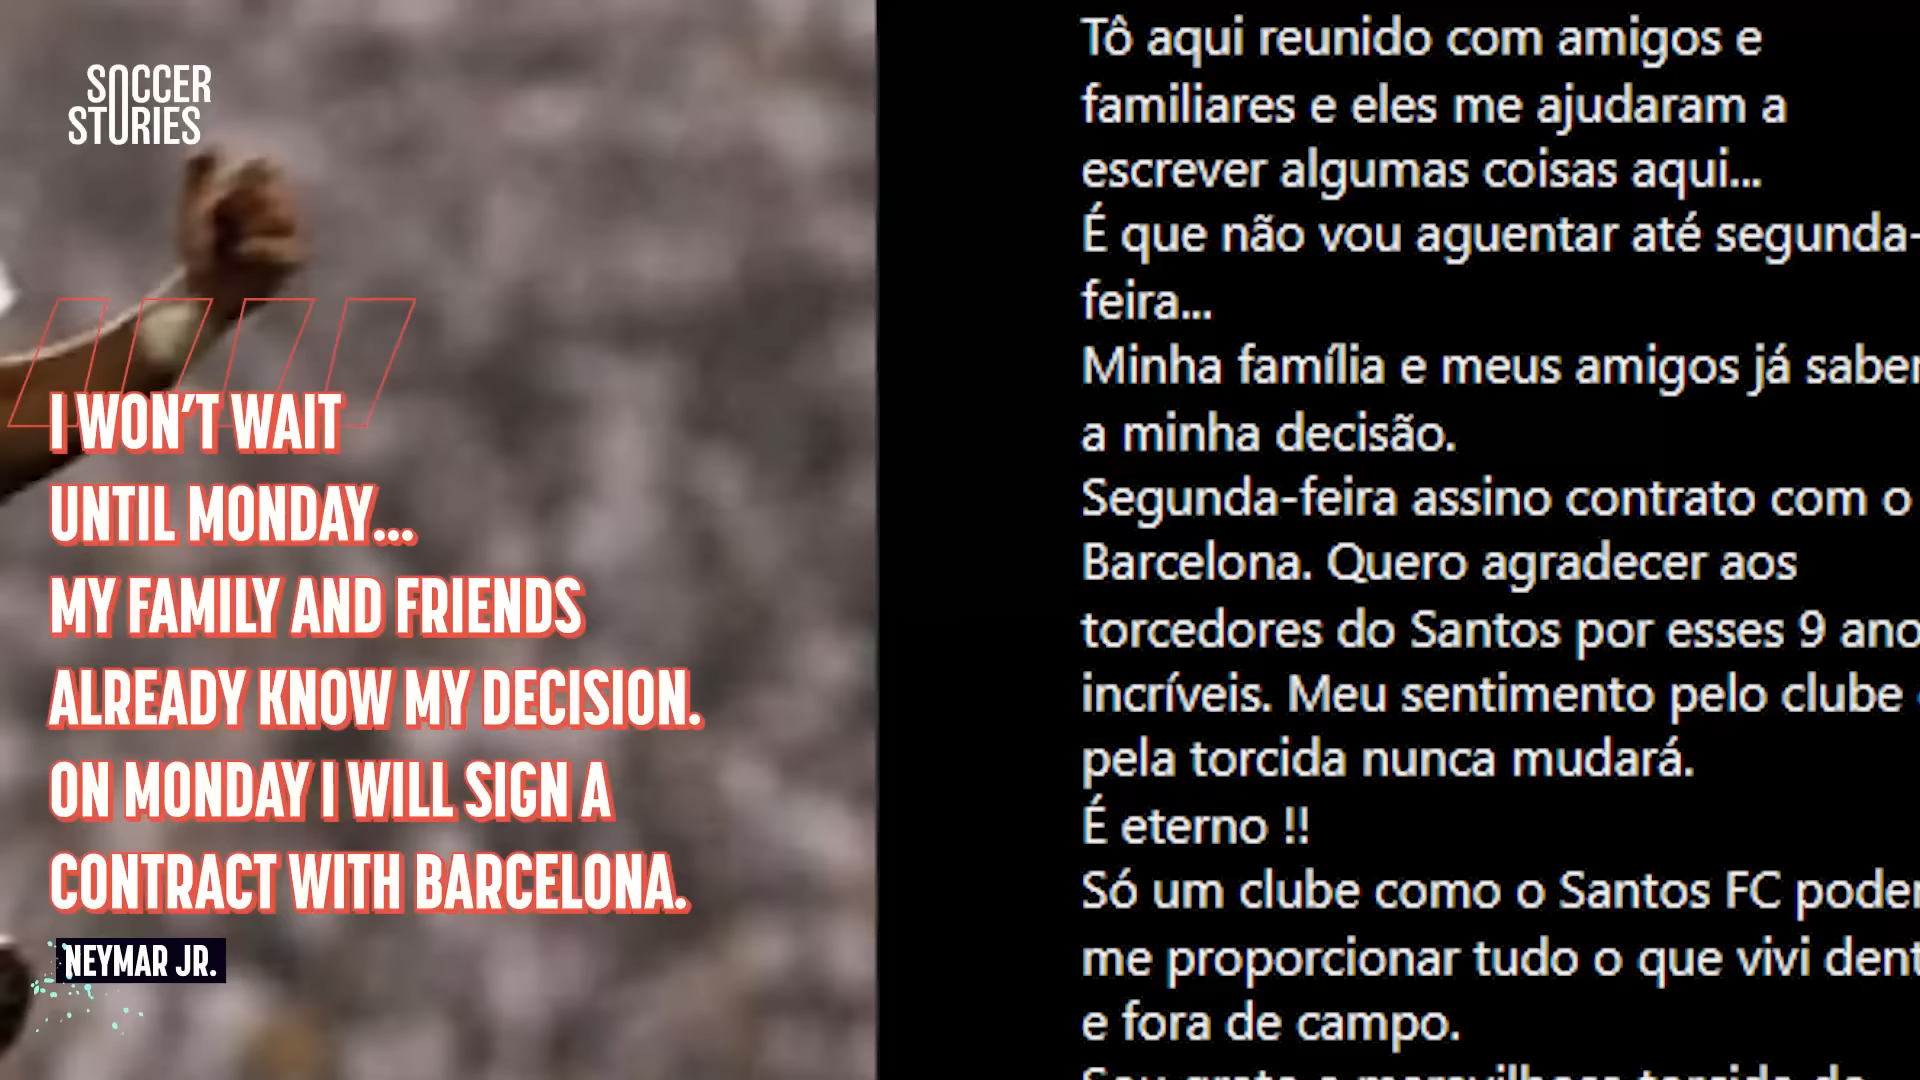 SOCCER
STORIES
I WON'T WAIT
UNTIL MONDAY...
MY FAMILY AND FRIENDS
ALREADY KNOW MY DECISION.
ON MONDAY I WILL SIGN A
CONTRACT WITH BARCELONA.
NEYMAR JR.
Tô aqui reunido com amigos e
familiares e eles me ajudaram a
escrever algumas coisas aqui...
É que não vou aguentar até segunda-
feira...
Minha família e meus amigos já
a minha decisão.
Segunda-feira assino contrato com o
Barcelona. Quero agradecer aos
torcedores do Santos por esses 9
incríveis. Meu sentimento pelo clube
pela torcida nunca mudará.
É eterno !!
Só um clube como o Santos FC
me proporcionar tudo o que vivi
e fora de campo.